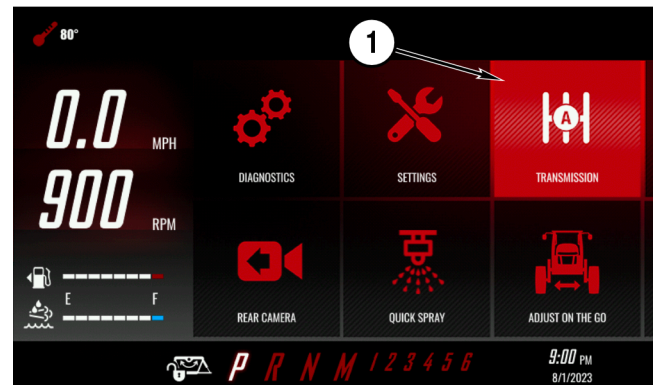 80°
1
0.0 MPH
900 RPM
E F
DIAGNOSTICS
SETTINGS
TRANSMISSION
A
REAR CAMERA
QUICK SPRAY
ADJUST ON THE GO
P R N M 1 2 3 4 5 6
9:00 PM
8/1/2023